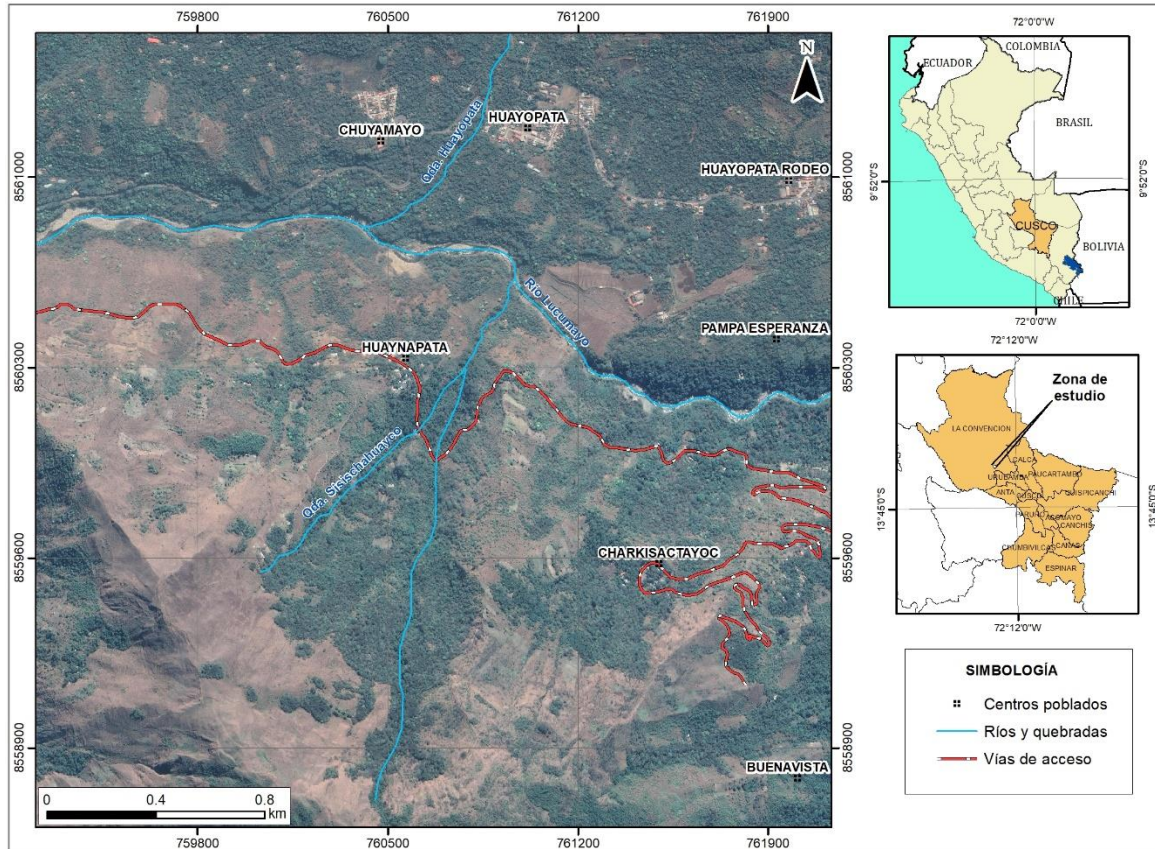 759800
760500
761200
761900
N
CHUYAMAYO
HUAYOPATA
Qda. Huayopata
HUAYOPATA RODEO
8561000
8561000
Río Lucumayo
PAMPA ESPERANZA
HUAYNAPATA
8560300
8560300
Qda. Sisischahuayco
CHARKISACTAYOC
8559600
8559600
8558900
8558900
BUENAVISTA
0
0.4
0.8
km
759800
760500
761200
761900
72°0'0"W
COLOMBIA
ECUADOR
BRASIL
9°52'0"S
9°52'0"S
CUSCO
BOLIVIA
CHILE
72°0'0"W
72°12'0"W
Zona de
estudio
LA CONVENCION
CALCA
URUBAMBA
PAUCARTAMBO
ANTA
CUSCO
QUISPICANCHI
PARURO
ACOMAYO
CANCHIS
CHUMBIVILCAS
CANAS
ESPINAR
13°45'0"S
13°45'0"S
72°12'0"W
SIMBOLOGÍA
Centros poblados
Ríos y quebradas
Vías de acceso